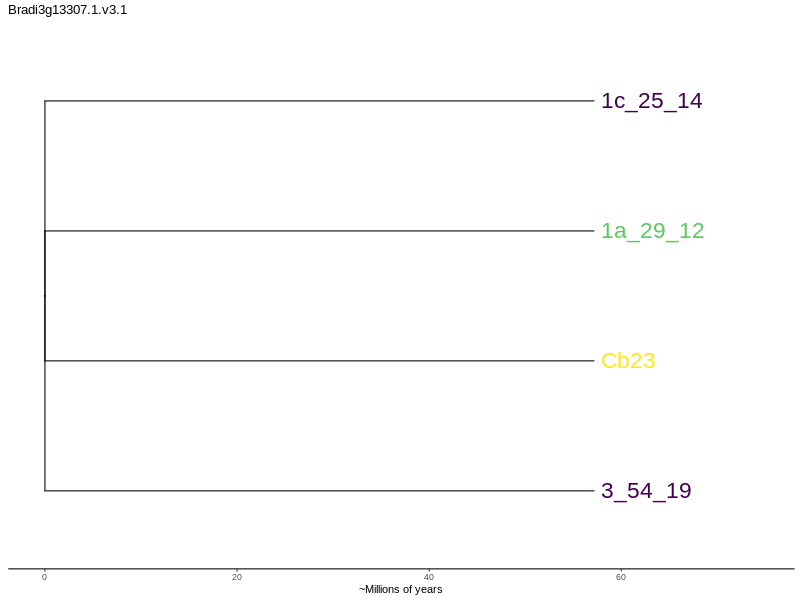 Bradi3g13307.1.v3.1
1c_25_14
1a_29_12
Cb23
3_54_19
0 20 40 60
~Millions of years